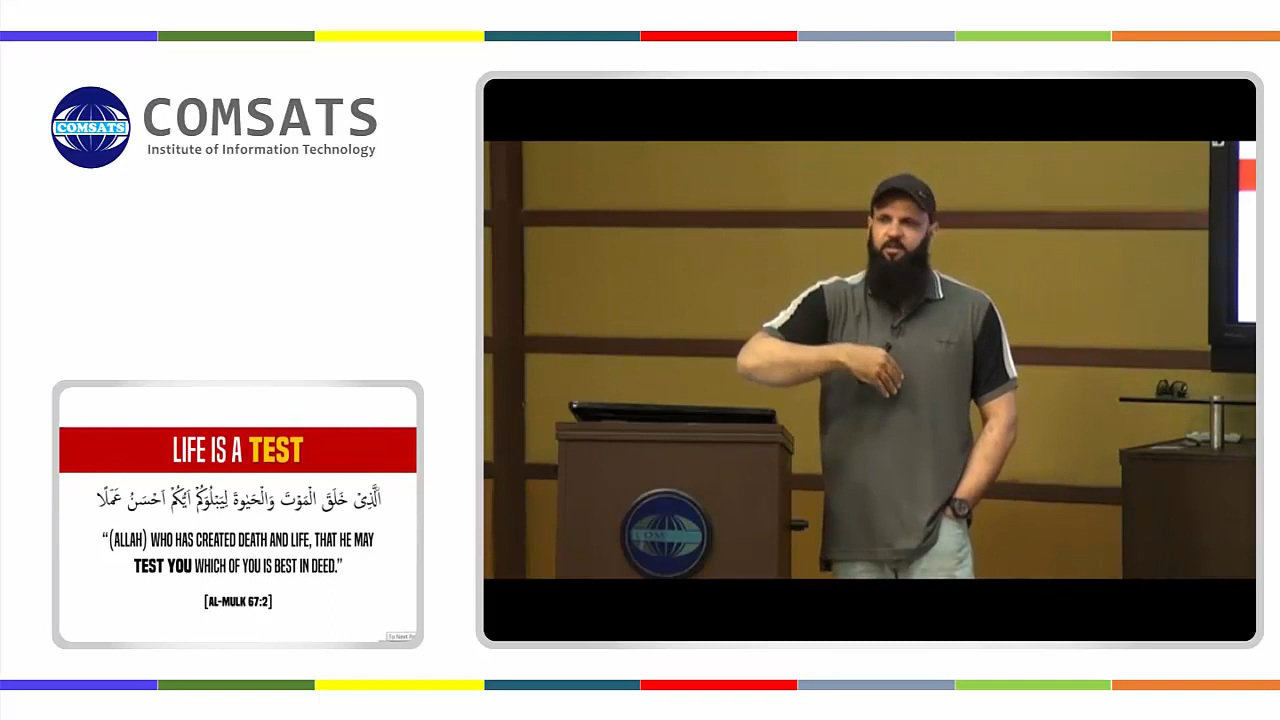 COMSATS
COMSATS
Institute of Information Technology
LIFE IS A TEST
الَّذِىْ خَلَقَ الْمَوْتَ وَالْحَيٰوةَ لِيَبْلُوَكُمْ اَيُّكُمْ اَحْسَنُ عَمَلًا
“(ALLAH) WHO HAS CREATED DEATH AND LIFE, THAT HE MAY
TEST YOU WHICH OF YOU IS BEST IN DEED.”
[AL-MULK 67:2]
COMSATS